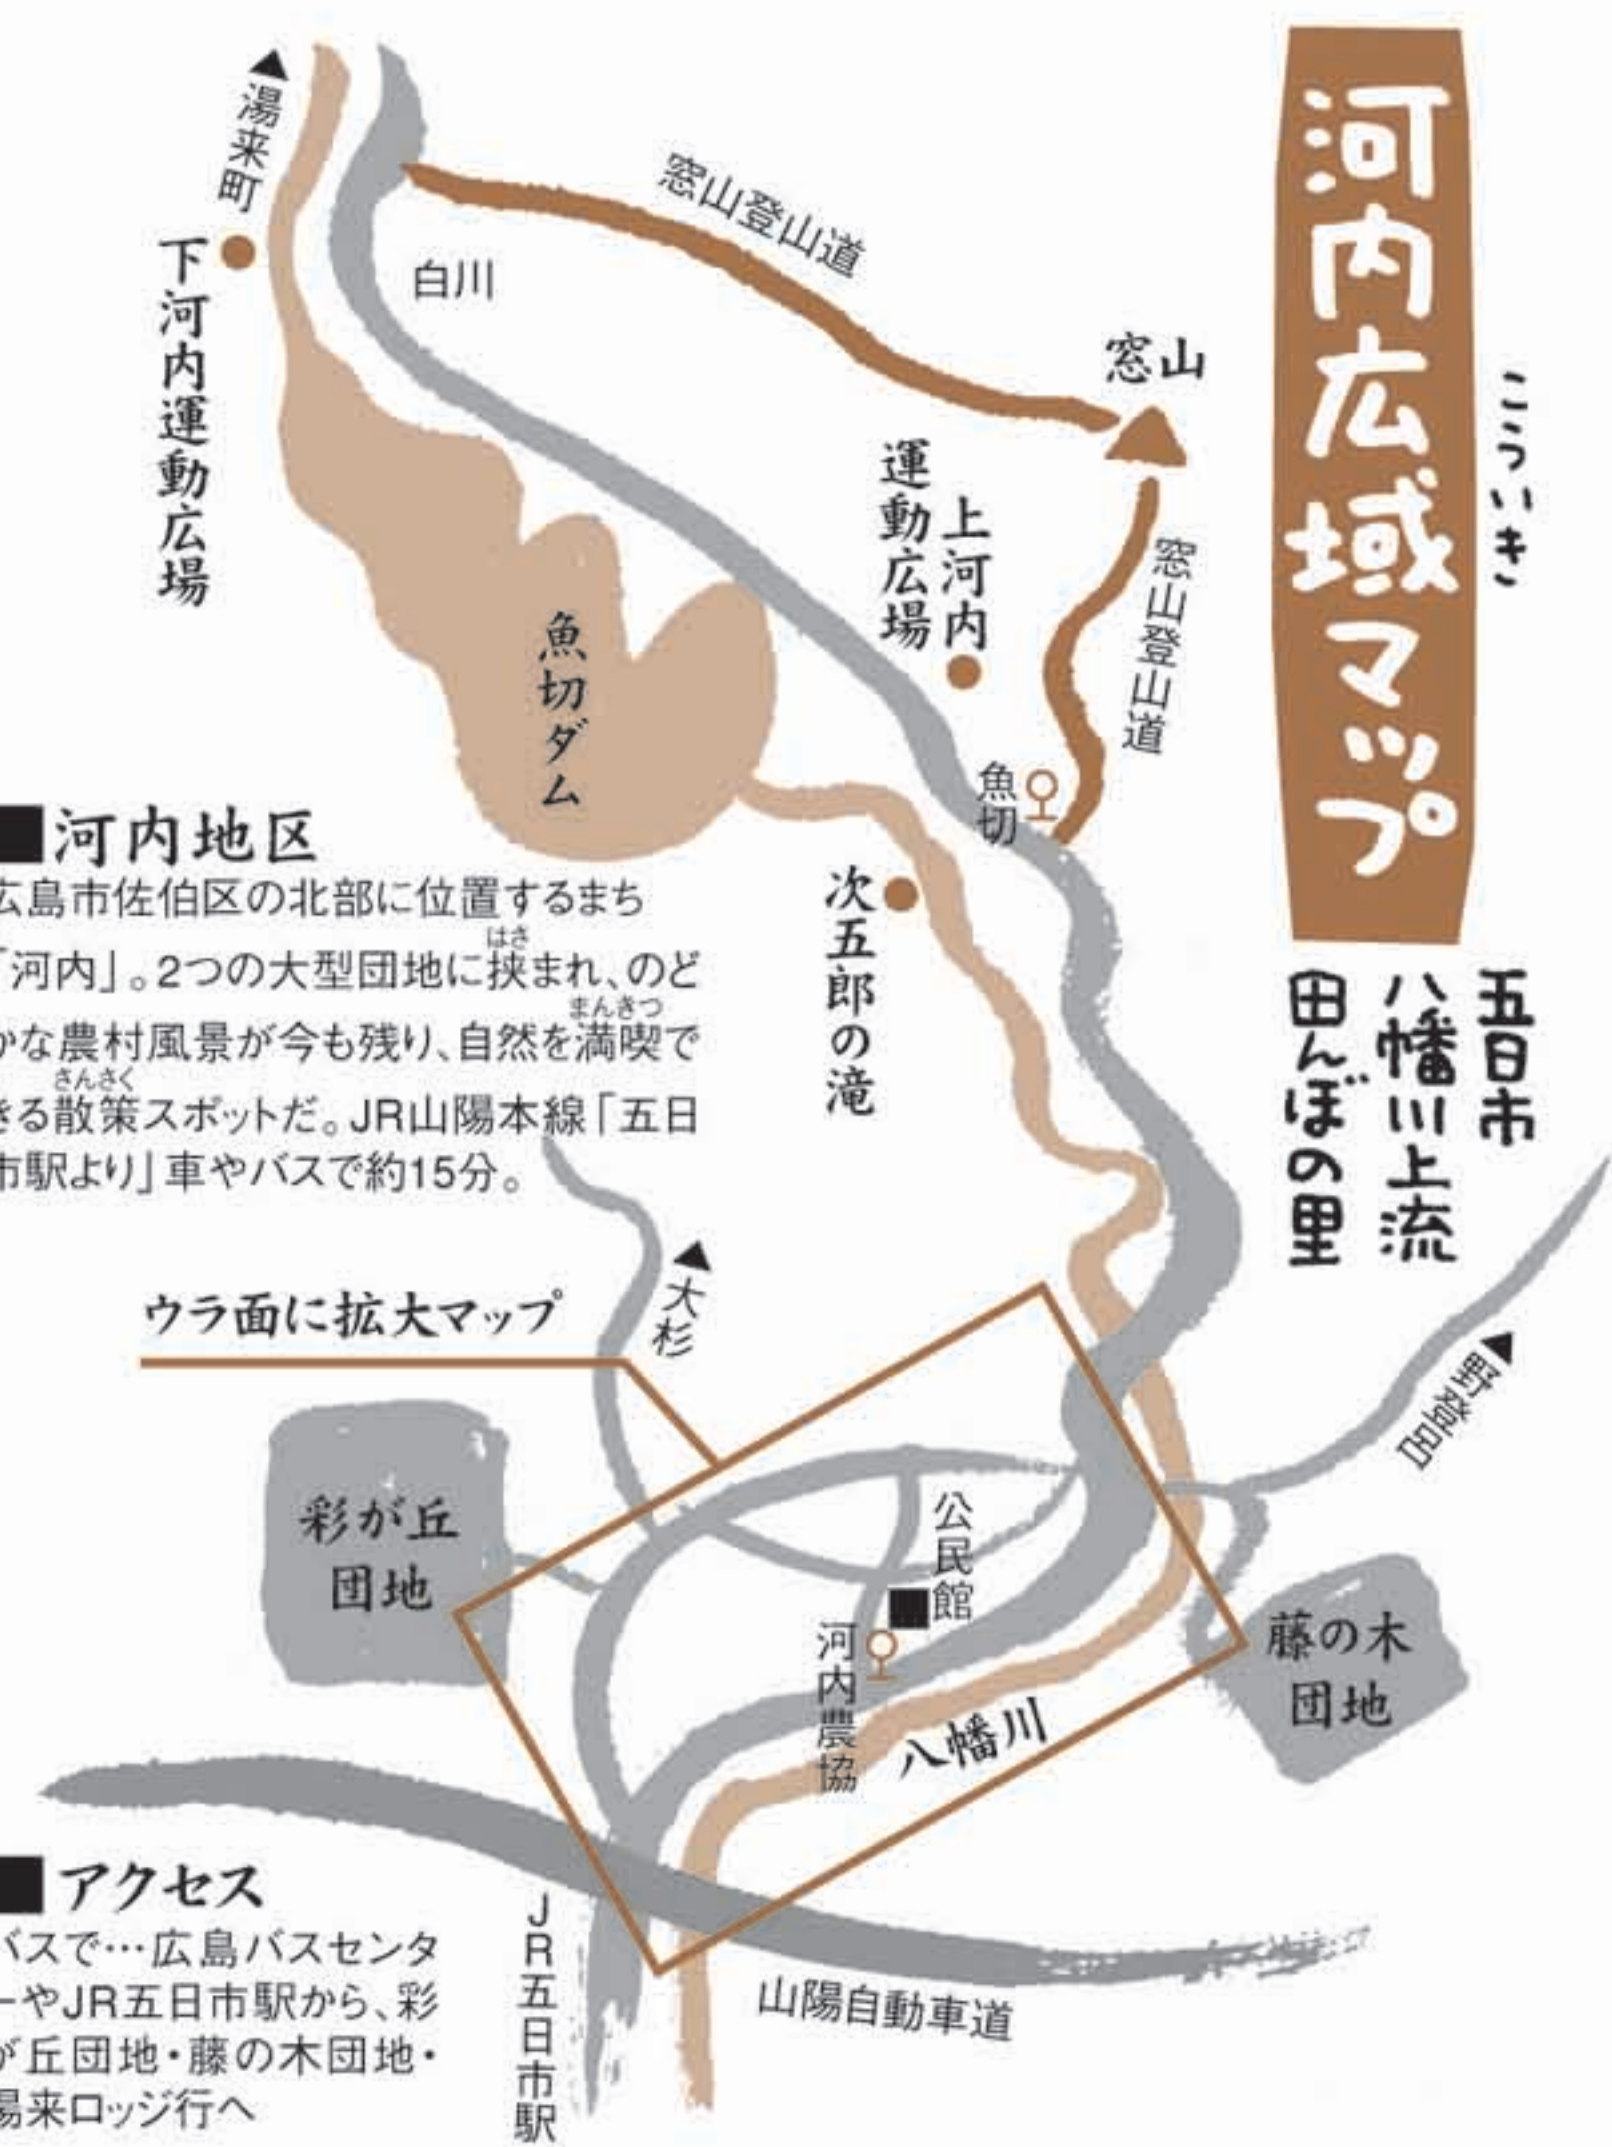 河内広域マップ
こういき
五日市
八幡川上流
田んぼの里
▲湯来町
下河内運動広場
白川
窓山登山道
窓山
上河内
運動広場
窓山登山道
魚切
魚切ダム
次五郎の滝
■河内地区
広島市佐伯区の北部に位置するまち
はさ
「河内」。2つの大型団地に挟まれ、のど
まんきつ
かな農村風景が今も残り、自然を満喫で
さんさく
きる散策スポットだ。JR山陽本線「五日
市駅より」車やバスで約15分。
▲大杉
ウラ面に拡大マップ
▲野登呂
彩が丘
団地
公民館
河内農協
藤の木
団地
八幡川
■アクセス
バスで…広島バスセンタ
ーやJR五日市駅から、彩
が丘団地・藤の木団地・
湯来ロッジ行へ
JR五日市駅
山陽自動車道